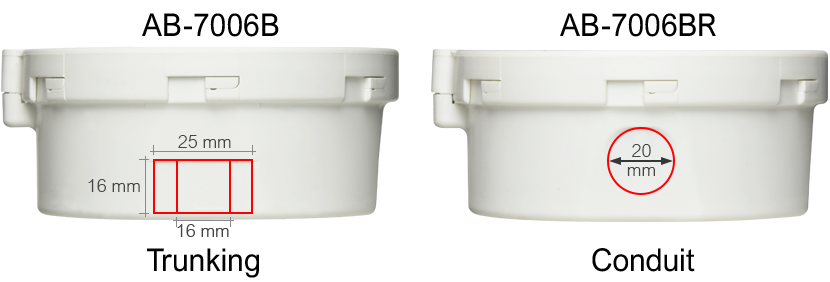 AB-7006B
AB-7006BR
25 mm
16 mm
16 mm
20
mm
Trunking
Conduit